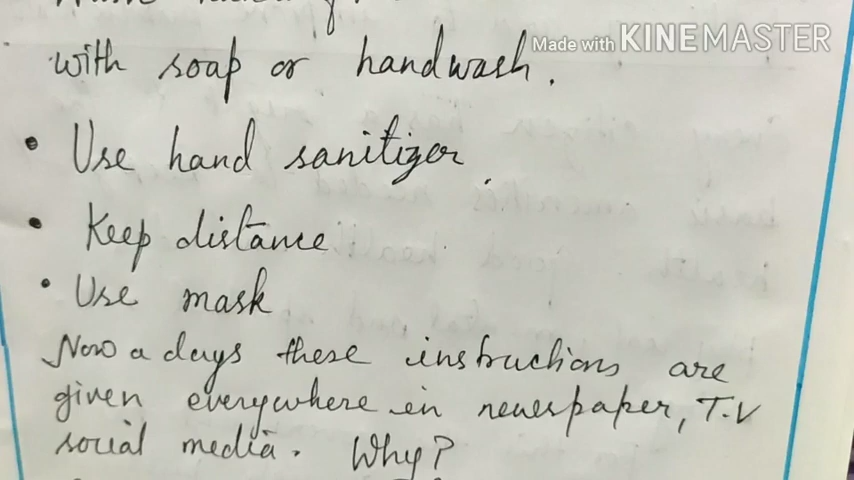 Made with KINEMASTER
with soap or handwash.
• Use hand sanitizer.
• Keep distance
• Use mask
Now a days these instructions are
given everywhere in newspaper, T.V
social media. Why?